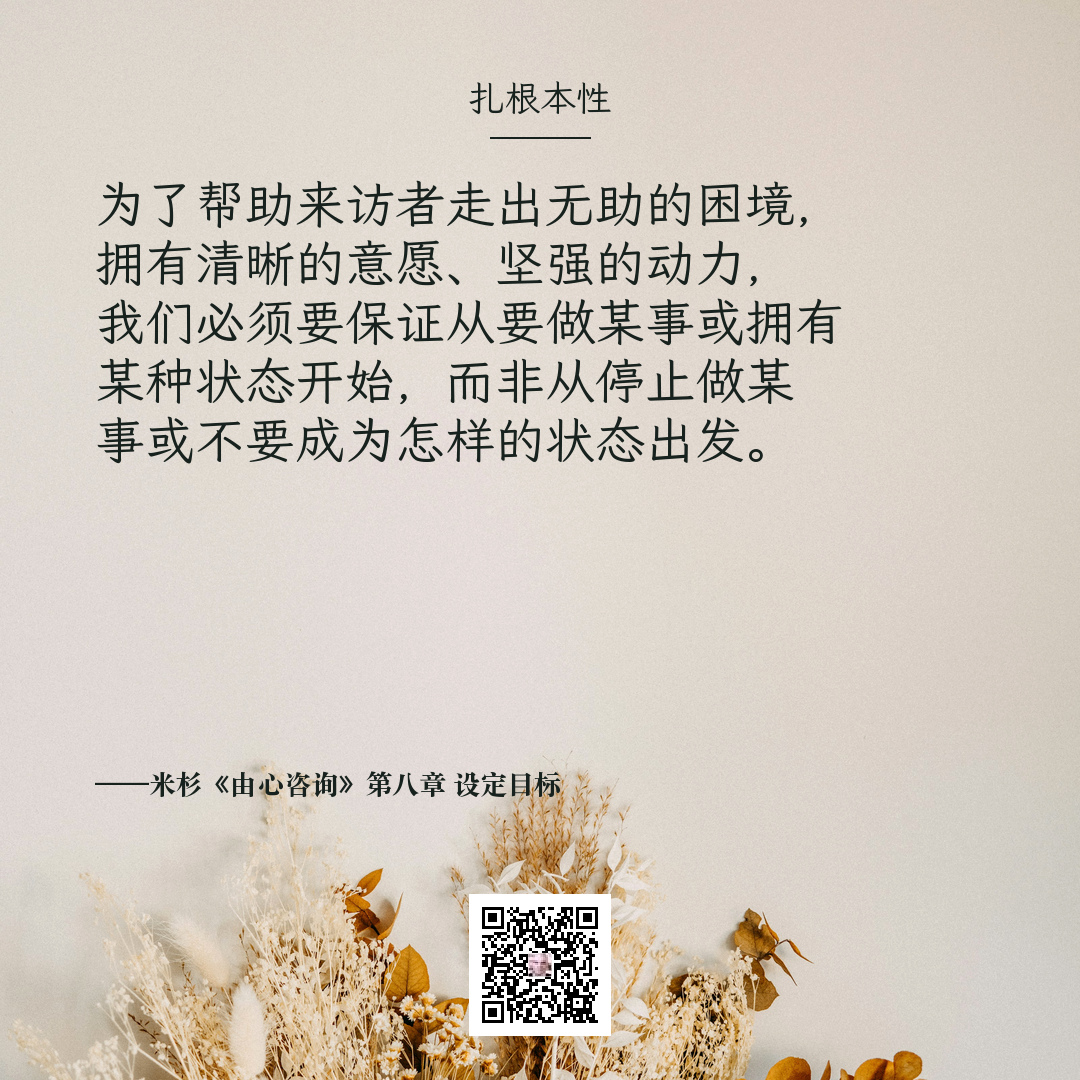 扎根本性
为了帮助来访者走出无助的困境，
拥有清晰的意愿、坚强的动力，
我们必须要保证从要做某事或拥有
某种状态开始，而非从停止做某
事或不要成为怎样的状态出发。
——米杉《由心咨询》第八章 设定目标